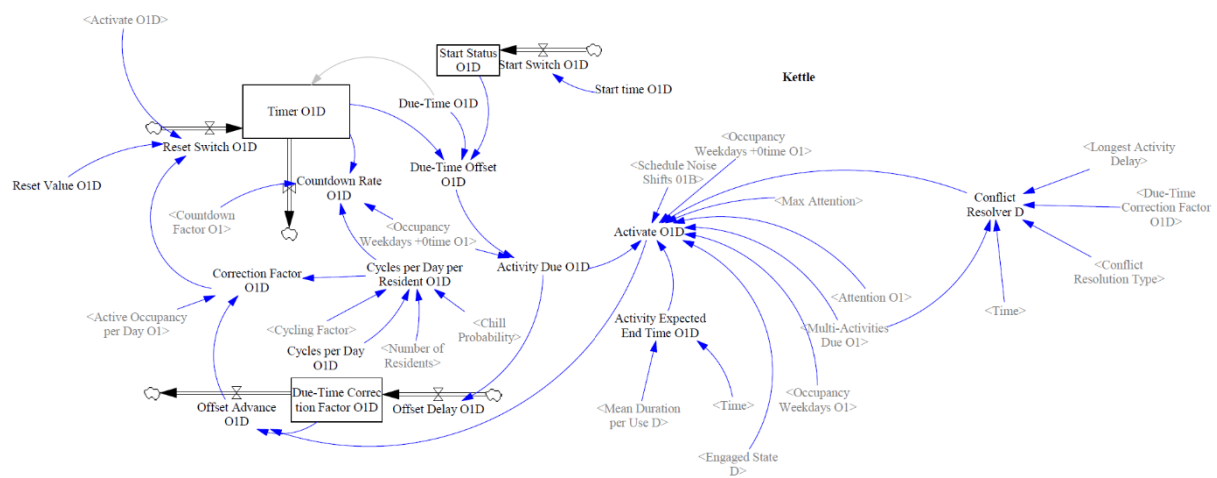 <Activate O1D>
Start Status
O1D
Start Switch O1D
Kettle
Start time O1D
Timer O1D
Due-Time O1D
Reset Switch O1D
Reset Value O1D
Due-Time Offset
O1D
Countdown Rate
O1D
<Countdown
Factor O1>
<Occupancy
Weekdays +0time O1>
<Occupancy
Weekdays +0time O1>
<Schedule Noise
Shifts 01B>
<Max Attention>
Activate O1D
<Longest Activity
Delay>
Conflict
Resolver D
<Due-Time
Correction Factor
O1D>
<Conflict
Resolution Type>
<Time>
Correction Factor
O1D
Cycles per Day per
Resident O1D
Activity Due O1D
<Active Occupancy
per Day O1>
<Cycling Factor>
<Chill
Probability>
Cycles per Day
O1D
<Number of
Residents>
Activity Expected
End Time O1D
<Attention O1>
<Multi-Activities
Due O1>
Offset Advance
O1D
Due-Time Correc
tion Factor O1D
Offset Delay O1D
<Mean Duration
per Use D>
<Time>
<Occupancy
Weekdays O1>
<Engaged State
D>